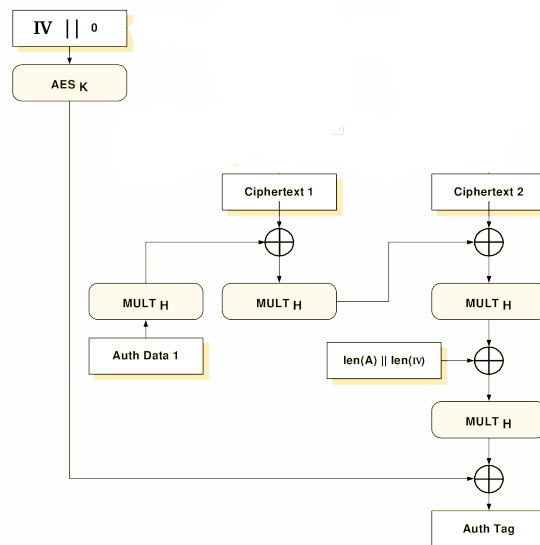 IV || 0
AES K
Ciphertext 1
Ciphertext 2
MULT H
MULT H
MULT H
Auth Data 1
len(A) || len(IV)
MULT H
Auth Tag